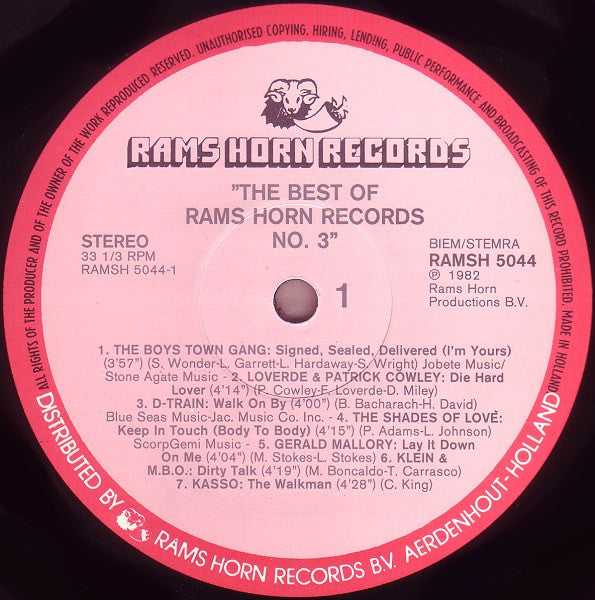 ALL RIGHTS OF THE PRODUCER AND OF THE OWNER OF THE WORK REPRODUCED RESERVED. UNAUTHORISED COPYING, HIRING, LENDING, PUBLIC PERFORMANCE AND BROADCASTING OF THIS RECORD PROHIBITED. MADE IN HOLLAND
RAMS HORN RECORDS
"THE BEST OF
RAMS HORN RECORDS
NO. 3"
STEREO
33 1/3 RPM
RAMSH 5044-1
BIEM/STEMRA
RAMSH 5044
℗ 1982
Rams Horn
Productions B.V.
1
1. THE BOYS TOWN GANG: Signed, Sealed, Delivered (I'm Yours)
(3'57") (S. Wonder-L. Garrett-L. Hardaway-S. Wright) Jobete Music/
Stone Agate Music - 2. LOVERDE & PATRICK COWLEY: Die Hard
Lover (4'14") (P. Cowley-F. Loverde-D. Miley)
3. D-TRAIN: Walk On By (4'00") (B. Bacharach-H. David)
Blue Seas Music-Jac. Music Co. Inc. - 4. THE SHADES OF LOVE:
Keep In Touch (Body To Body) (4'15") (P. Adams-L. Johnson)
ScorpGemi Music - 5. GERALD MALLORY: Lay It Down
On Me (4'04") (M. Stokes-L. Stokes) 6. KLEIN &
M.B.O.: Dirty Talk (4'19") (M. Boncaldo-T. Carrasco)
7. KASSO: The Walkman (4'28") (C. King)
DISTRIBUTED BY RAMS HORN RECORDS B.V. AERDENHOUT-HOLLAND